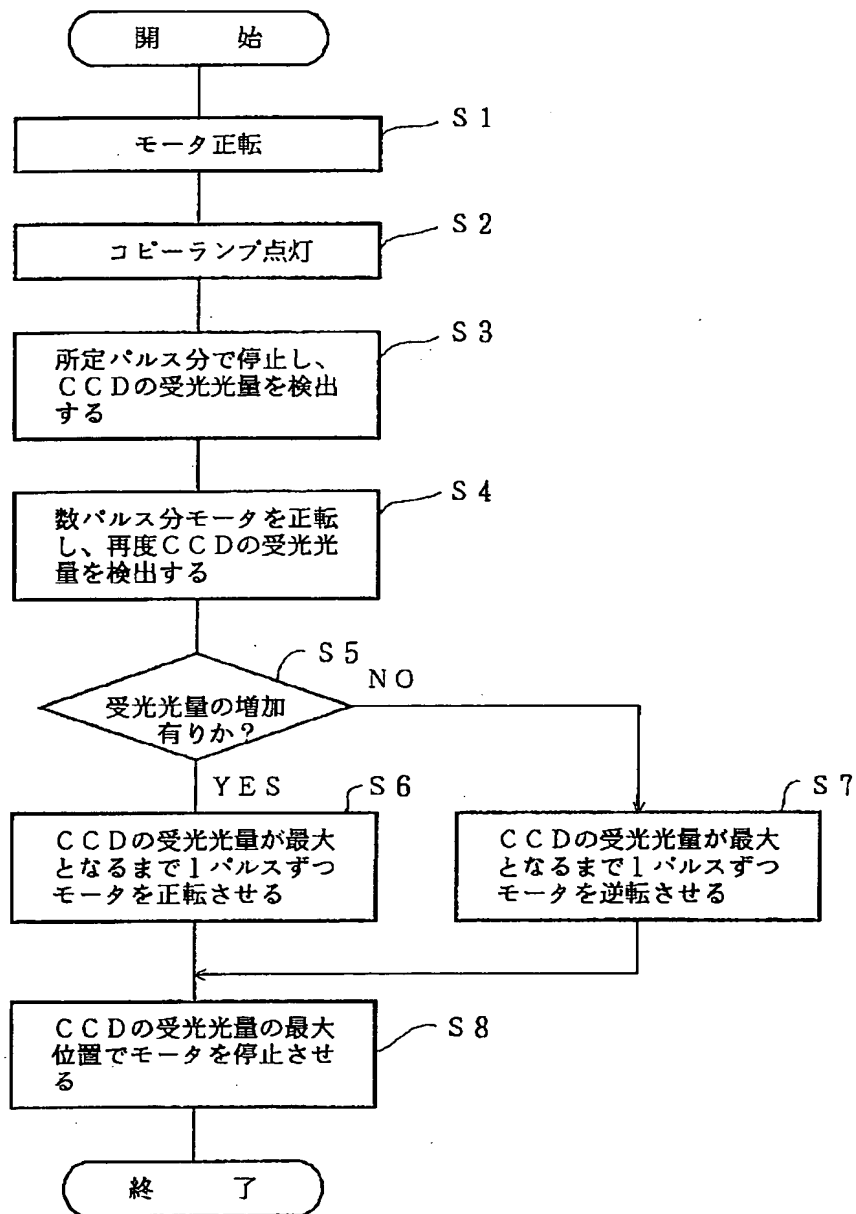 開 始
S1
モータ正転
S2
コピーランプ点灯
S3
所定パルス分で停止し、
CCDの受光光量を検出
する
S4
数パルス分モータを正転
し、再度CCDの受光光
量を検出する
S5
NO
受光光量の増加
有りか?
YES
S6
CCDの受光光量が最大
となるまで1パルスずつ
モータを正転させる
S7
CCDの受光光量が最大
となるまで1パルスずつ
モータを逆転させる
S8
CCDの受光光量の最大
位置でモータを停止させ
る
終 了